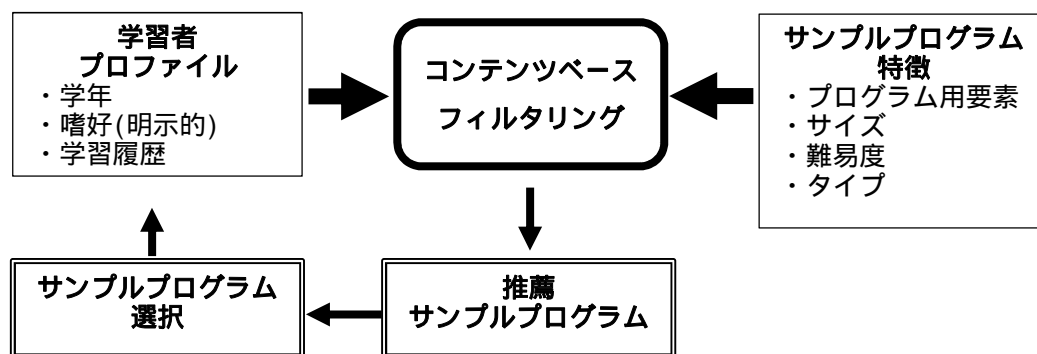 学習者
プロファイル
・学年
・嗜好(明示的)
・学習履歴
コンテンツベース
フィルタリング
サンプルプログラム
特徴
・プログラム用要素
・サイズ
・難易度
・タイプ
サンプルプログラム
選択
推薦
サンプルプログラム